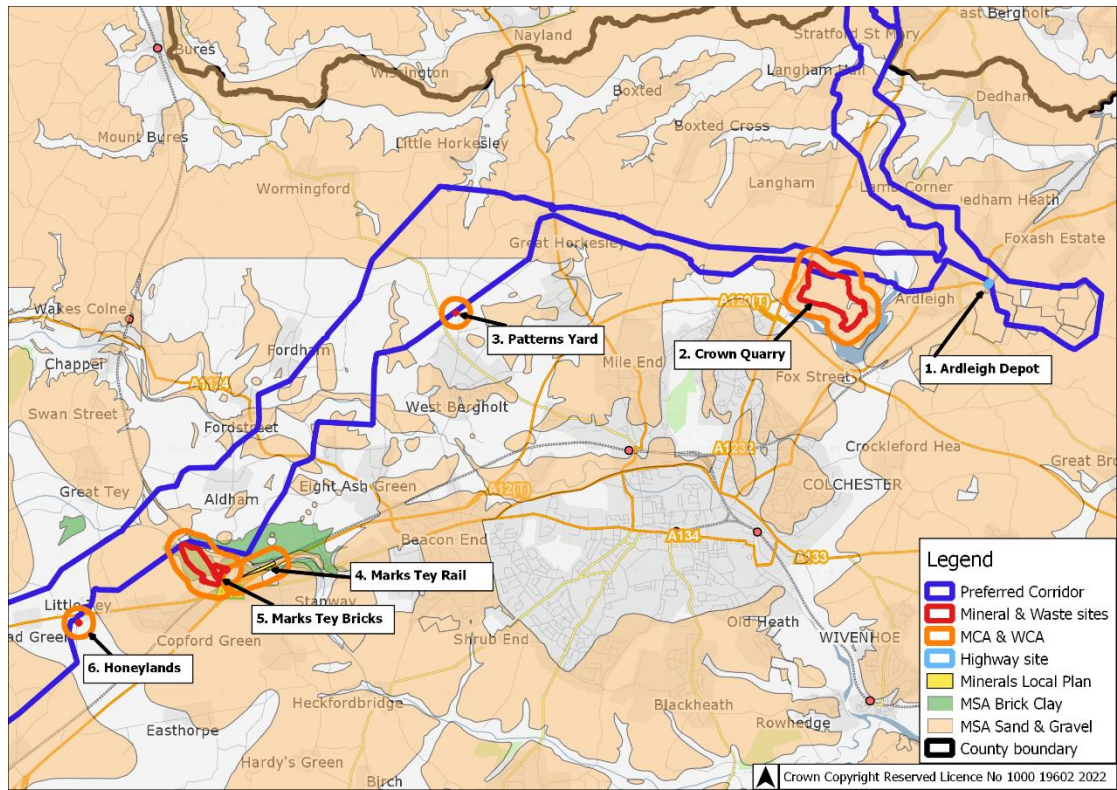 Nayland
East Bergholt
Stratford St Mary
Bures
Wissington
Langham Hall
Boxted
Dedham
Mount Bures
Little Horkesley
Boxted Cross
Wormingford
Langham
Lamb Corner
Dedham Heath
Great Horkesley
Foxash Estate
A120(T)
Ardleigh
Wakes Colne
3. Patterns Yard
2. Crown Quarry
1. Ardleigh Depot
Chappel
Fordham
Mile End
Fox Street
A1124
West Bergholt
Swan Street
Fordstreet
Crockleford Hea
A1232
Great Bro
Great Tey
Aldham
Eight Ash Green
A12(T)
COLCHESTER
Beacon End
A134
A133
4. Marks Tey Rail
Stanway
Little Tey
5. Marks Tey Bricks
ad Green
Copford Green
Old Heath
WIVENHOE
Shrub End
6. Honeylands
Heckfordbridge
Blackheath
Rowhedge
Easthorpe
Hardy's Green
Birch
Legend
Preferred Corridor
Mineral & Waste sites
MCA & WCA
Highway site
Minerals Local Plan
MSA Brick Clay
MSA Sand & Gravel
County boundary
Crown Copyright Reserved Licence No 1000 19602 2022